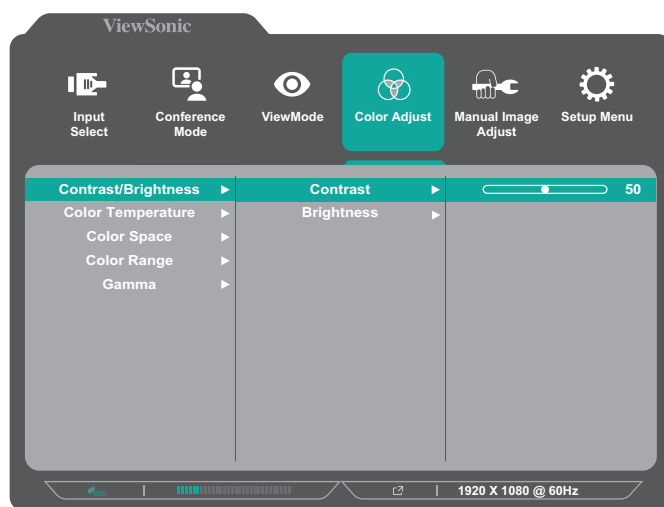 ViewSonic
Input Select
Conference Mode
ViewMode
Color Adjust
Manual Image Adjust
Setup Menu
Contrast/Brightness
Contrast
50
Color Temperature
Brightness
Color Space
Color Range
Gamma
eco
1920 X 1080 @ 60Hz